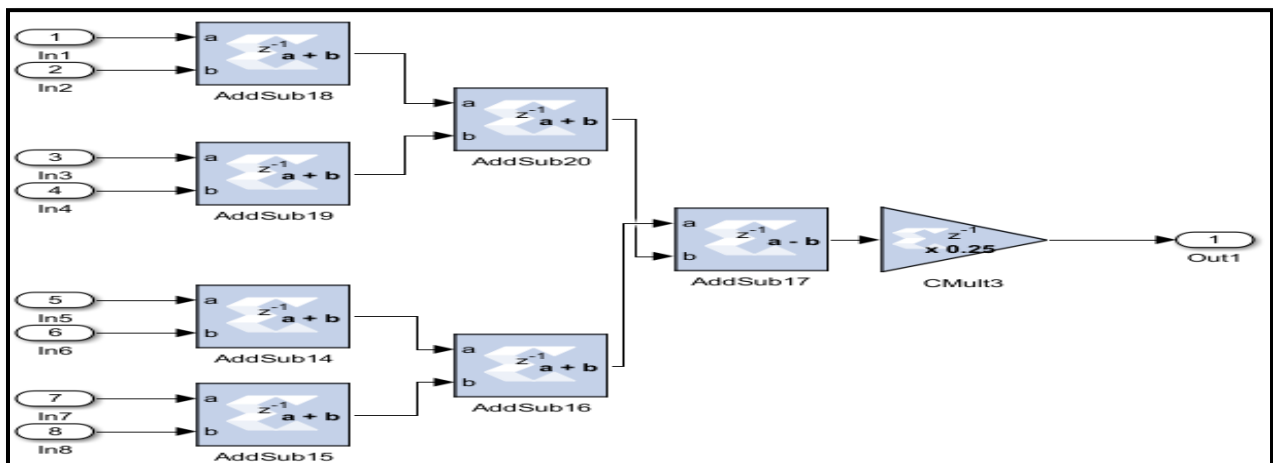 1
In1
2
In2
a
b
z-1
a + b
AddSub18
3
In3
4
In4
a
b
z-1
a + b
AddSub19
a
b
z-1
a + b
AddSub20
5
In5
6
In6
a
b
z-1
a + b
AddSub14
7
In7
8
In8
a
b
z-1
a + b
AddSub15
a
b
z-1
a + b
AddSub16
a
b
z-1
a - b
AddSub17
z-1
x 0.25
CMult3
1
Out1